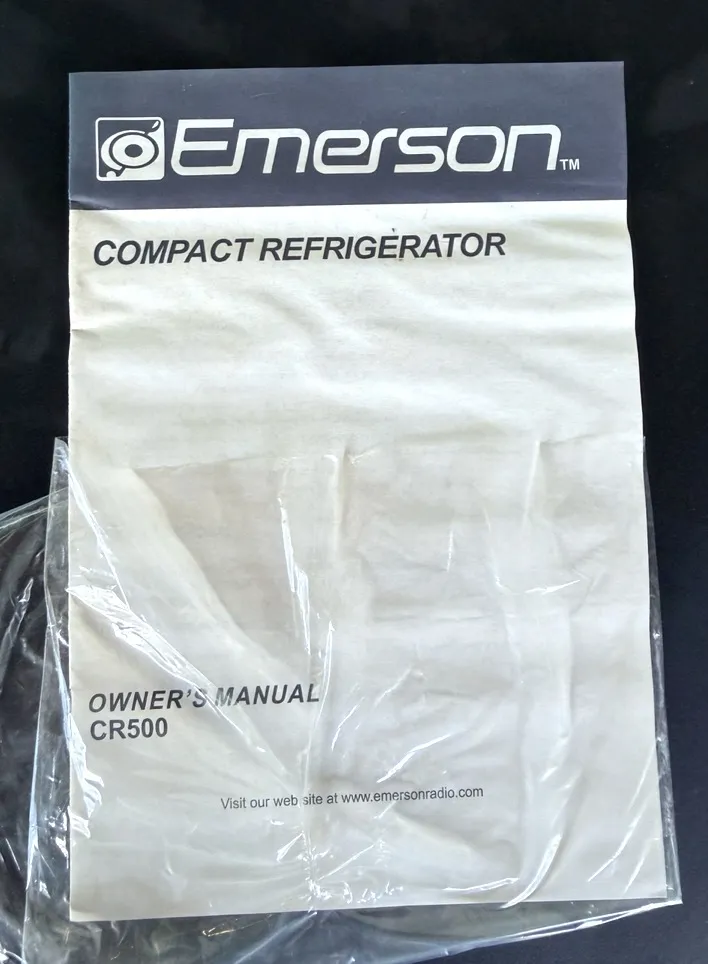 Emerson™
COMPACT REFRIGERATOR
OWNER'S MANUAL
CR500
Visit our web site at www.emersonradio.com